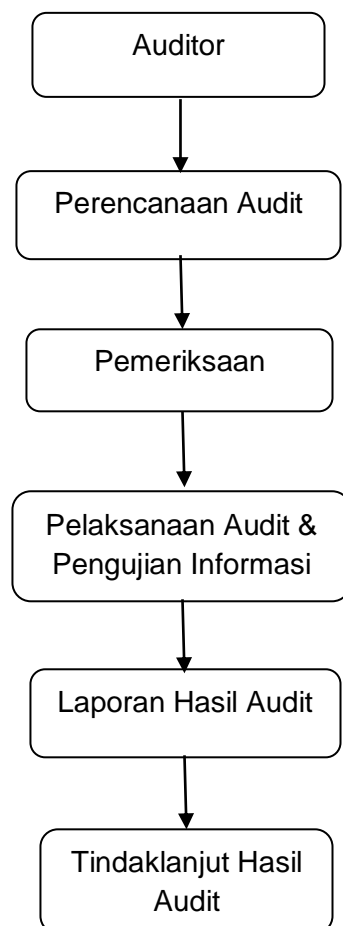 Auditor
Perencanaan Audit
Pemeriksaan
Pelaksanaan Audit &
Pengujian Informasi
Laporan Hasil Audit
Tindaklanjut Hasil
Audit